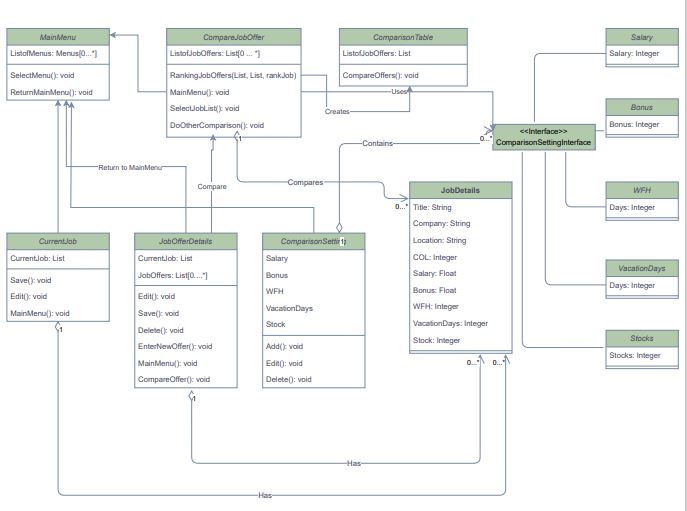 MainMenu
ListofMenus: Menus[0...*]
SelectMenu(): void
ReturnMainMenu(): void
CompareJobOffer
ListofJobOffers: List[0 ... *]
RankingJobOffers(List, List, rankJob)
MainMenu(): void
SelectJobList(): void
DoOtherComparison(): void
1
ComparisonTable
ListofJobOffers: List
CompareOffers(): void
Uses
Creates
Salary
Salary: Integer
Bonus
Bonus: Integer
<<Interface>>
ComparisonSettingInterface
0...*
Contains
Return to MainMenu
Compare
Compares
0...*
JobDetails
Title: String
Company: String
Location: String
COL: Integer
Salary: Float
Bonus: Float
WFH: Integer
VacationDays: Integer
Stock: Integer
WFH
Days: Integer
VacationDays
Days: Integer
Stocks
Stocks: Integer
CurrentJob
CurrentJob: List
Save(): void
Edit(): void
MainMenu(): void
1
JobOfferDetails
CurrentJob: List
JobOffers: List[0....*]
Edit(): void
Save(): void
Delete(): void
EnterNewOffer(): void
MainMenu(): void
CompareOffer(): void
1
1
Salary
Bonus
WFH
VacationDays
Stock
Add(): void
Edit(): void
Delete(): void
0...*
0...*
Has
Has